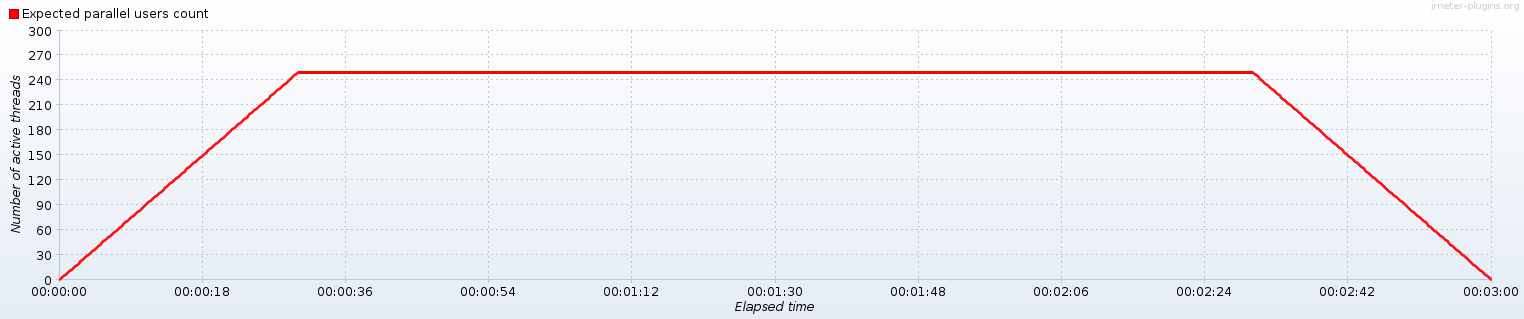 jmeter-plugins.org
Expected parallel users count
300
270
240
210
180
150
120
90
60
30
0
Number of active threads
00:00:00 00:00:18 00:00:36 00:00:54 00:01:12 00:01:30 00:01:48 00:02:06 00:02:24 00:02:42 00:03:00
Elapsed time